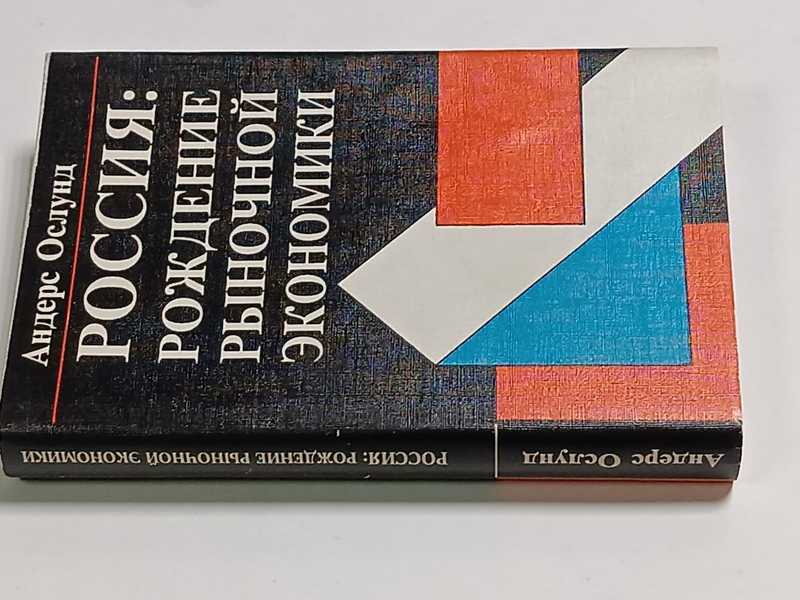 Андерс Ослунд
РОССИЯ:
РОЖДЕНИЕ
РЫНОЧНОЙ
ЭКОНОМИКИ
Андерс Ослунд
РОССИЯ: РОЖДЕНИЕ РЫНОЧНОЙ ЭКОНОМИКИ